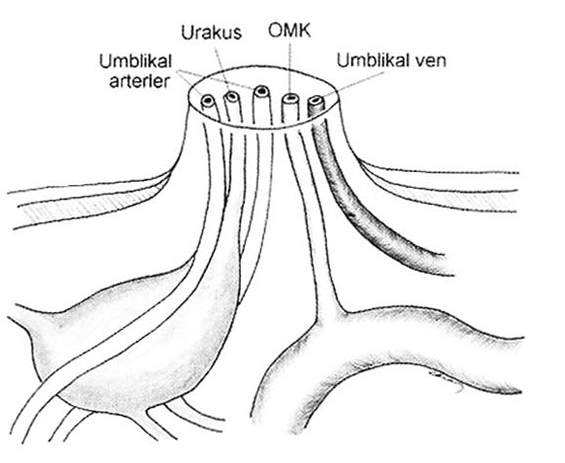 Urakus
OMK
Umblikal
arterler
Umblikal ven